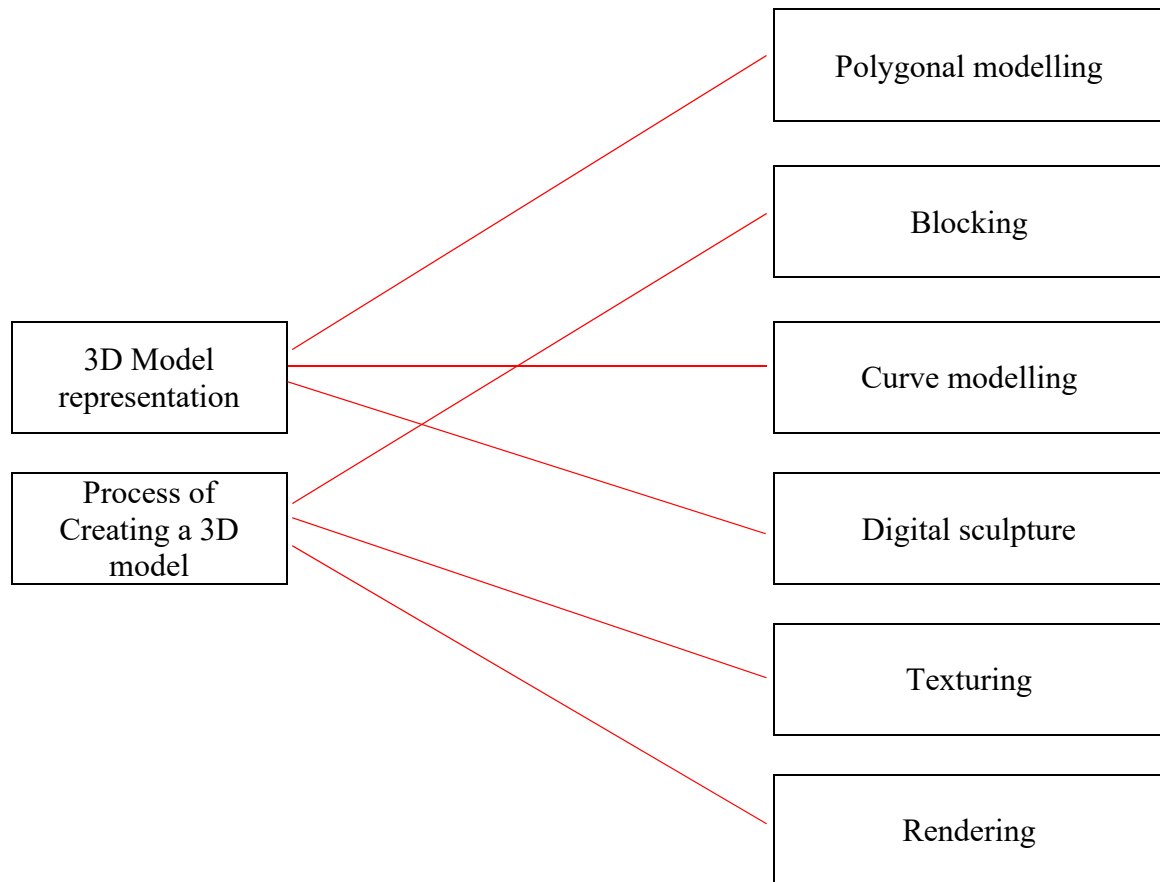 Polygonal modelling
Blocking
3D Model
representation
Curve modelling
Process of
Creating a 3D
model
Digital sculpture
Texturing
Rendering